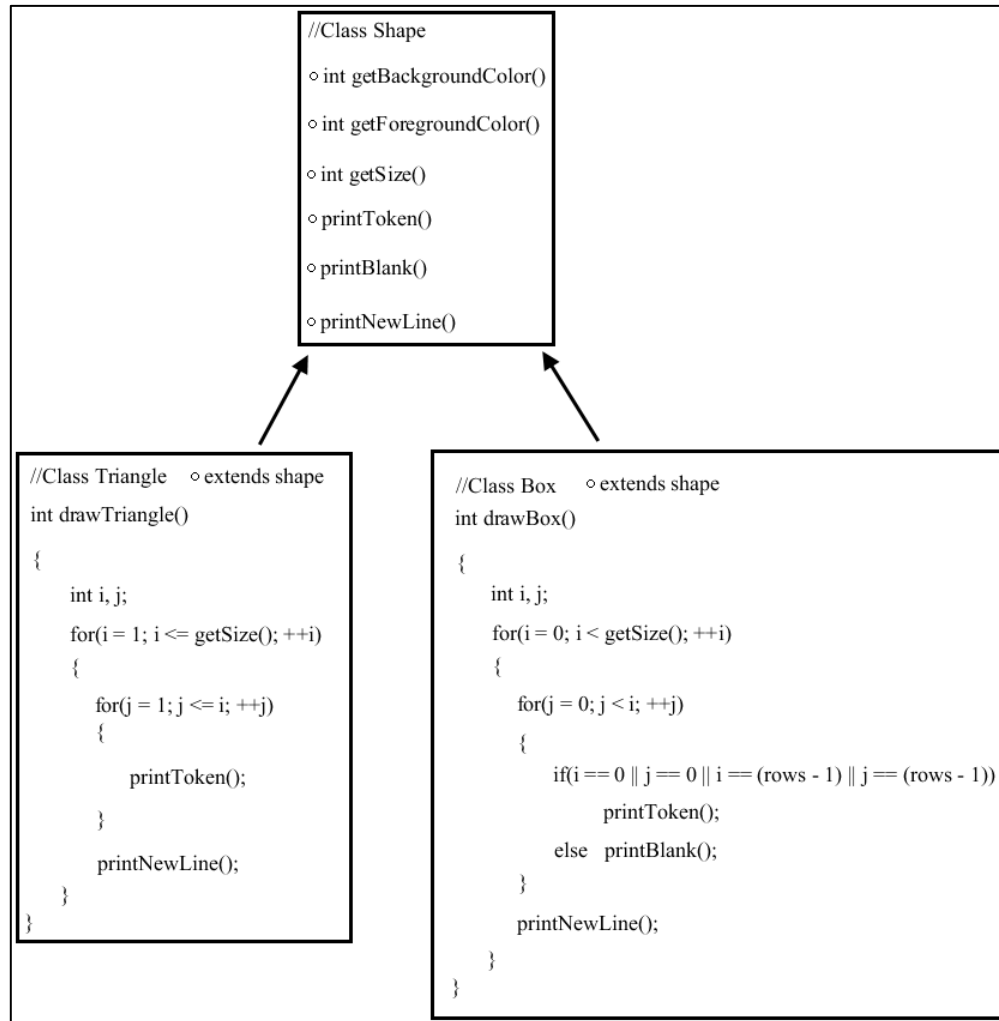 //Class Shape
int getBackgroundColor()
int getForegroundColor()
int getSize()
printToken()
printBlank()
printNewLine()
//Class Triangle extends shape
int drawTriangle()
{
int i, j;
for(i = 1; i <= getSize(); ++i)
{
for(j = 1; j <= i; ++j)
{
printToken();
}
printNewLine();
}
}
//Class Box extends shape
int drawBox()
{
int i, j;
for(i = 0; i < getSize(); ++i)
{
for(j = 0; j < i; ++j)
{
if(i == 0 || j == 0 || i == (rows - 1) || j == (rows - 1))
printToken();
else printBlank();
}
printNewLine();
}
}